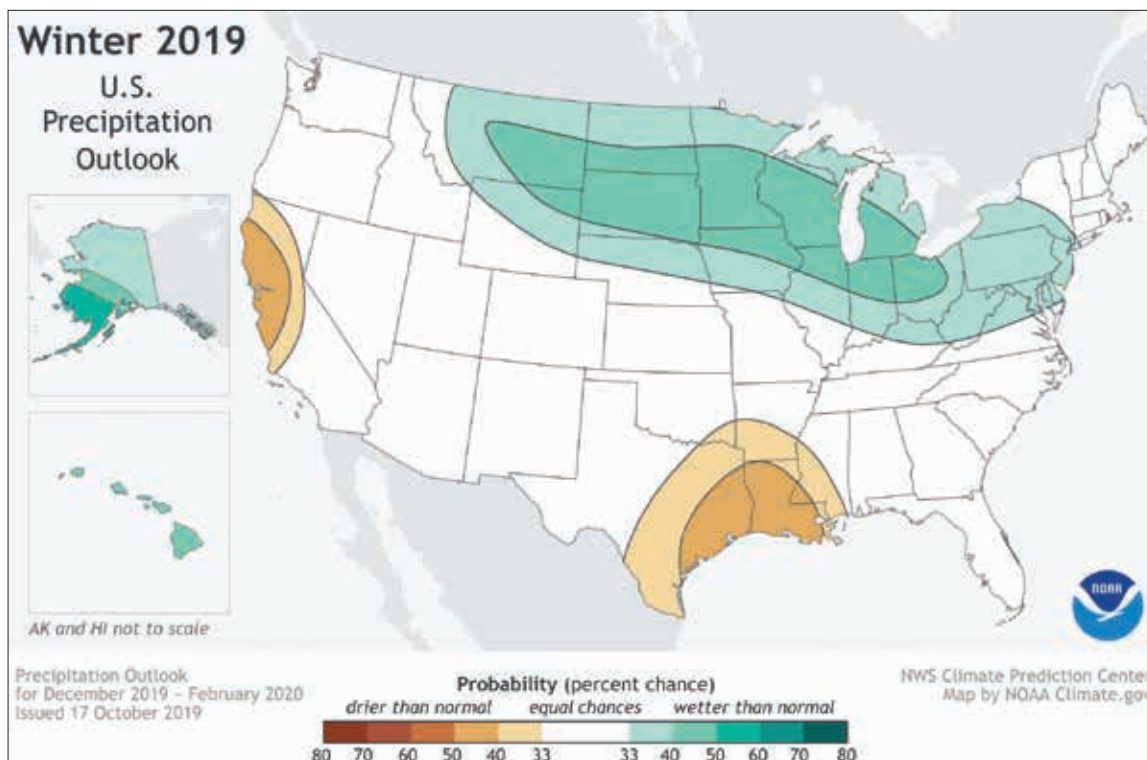 Winter 2019
U.S.
Precipitation
Outlook
AK and HI not to scale
NOAA
Precipitation Outlook
for December 2019 – February 2020
Issued 17 October 2019
Probability (percent chance)
drier than normal equal chances wetter than normal
80 70 60 50 40 33 33 40 50 60 70 80
NWS Climate Prediction Center
Map by NOAA Climate.gov